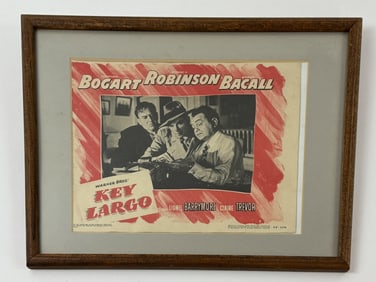 BOGART ROBINSON BACALL
WARNER BROS.'
KEY
LARGO
LIONEL BARRYMORE CLAIRE TREVOR